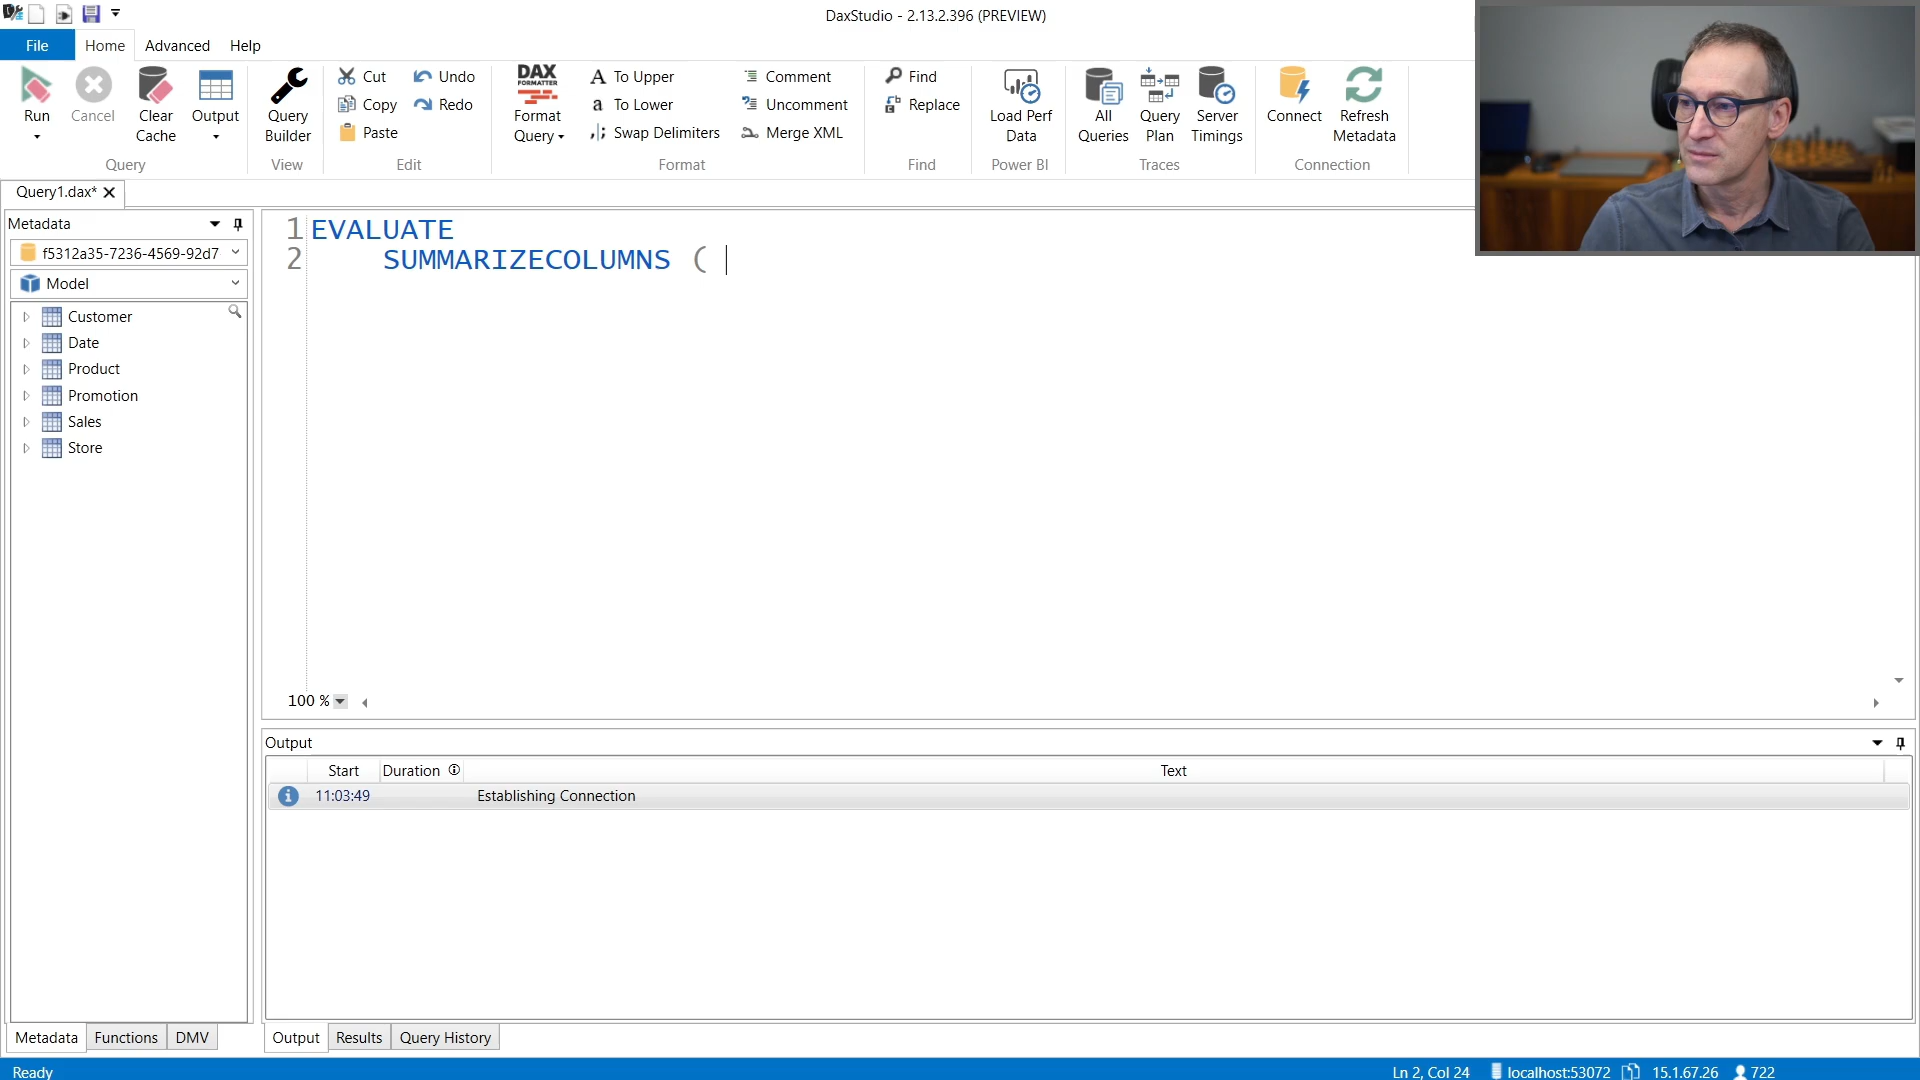 DaxStudio - 2.13.2.396 (PREVIEW)
File
Home
Advanced
Help
Run
Cancel
Clear
Cache
Output
Query
Query
Builder
View
Cut
Copy
Paste
Undo
Redo
Edit
DAX
FORMATTER
Format
Query
A To Upper
a To Lower
Swap Delimiters
Comment
Uncomment
Merge XML
Format
Find
Replace
Find
Load Perf
Data
Power BI
All
Queries
Query
Plan
Server
Timings
Traces
Connect
Refresh
Metadata
Connection
Query1.dax*
Metadata
f5312a35-7236-4569-92d7
Model
Customer
Date
Product
Promotion
Sales
Store
1 EVALUATE
2 SUMMARIZECOLUMNS (
100 %
Output
Start Duration Text
11:03:49 Establishing Connection
Metadata Functions DMV
Output Results Query History
Ready
Ln 2, Col 24
localhost:53072
15.1.67.26
722